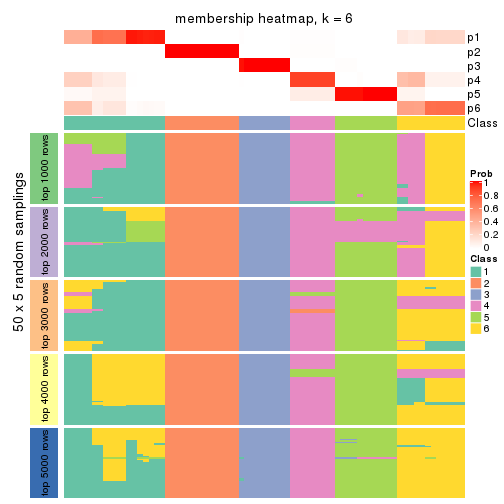 membership heatmap, k = 6
p1
p2
p3
p4
p5
p6
Class
50 x 5 random samplings
top 1000 rows
top 2000 rows
top 3000 rows
top 4000 rows
top 5000 rows
Prob
1
0.8
0.6
0.4
0.2
0
Class
1
2
3
4
5
6